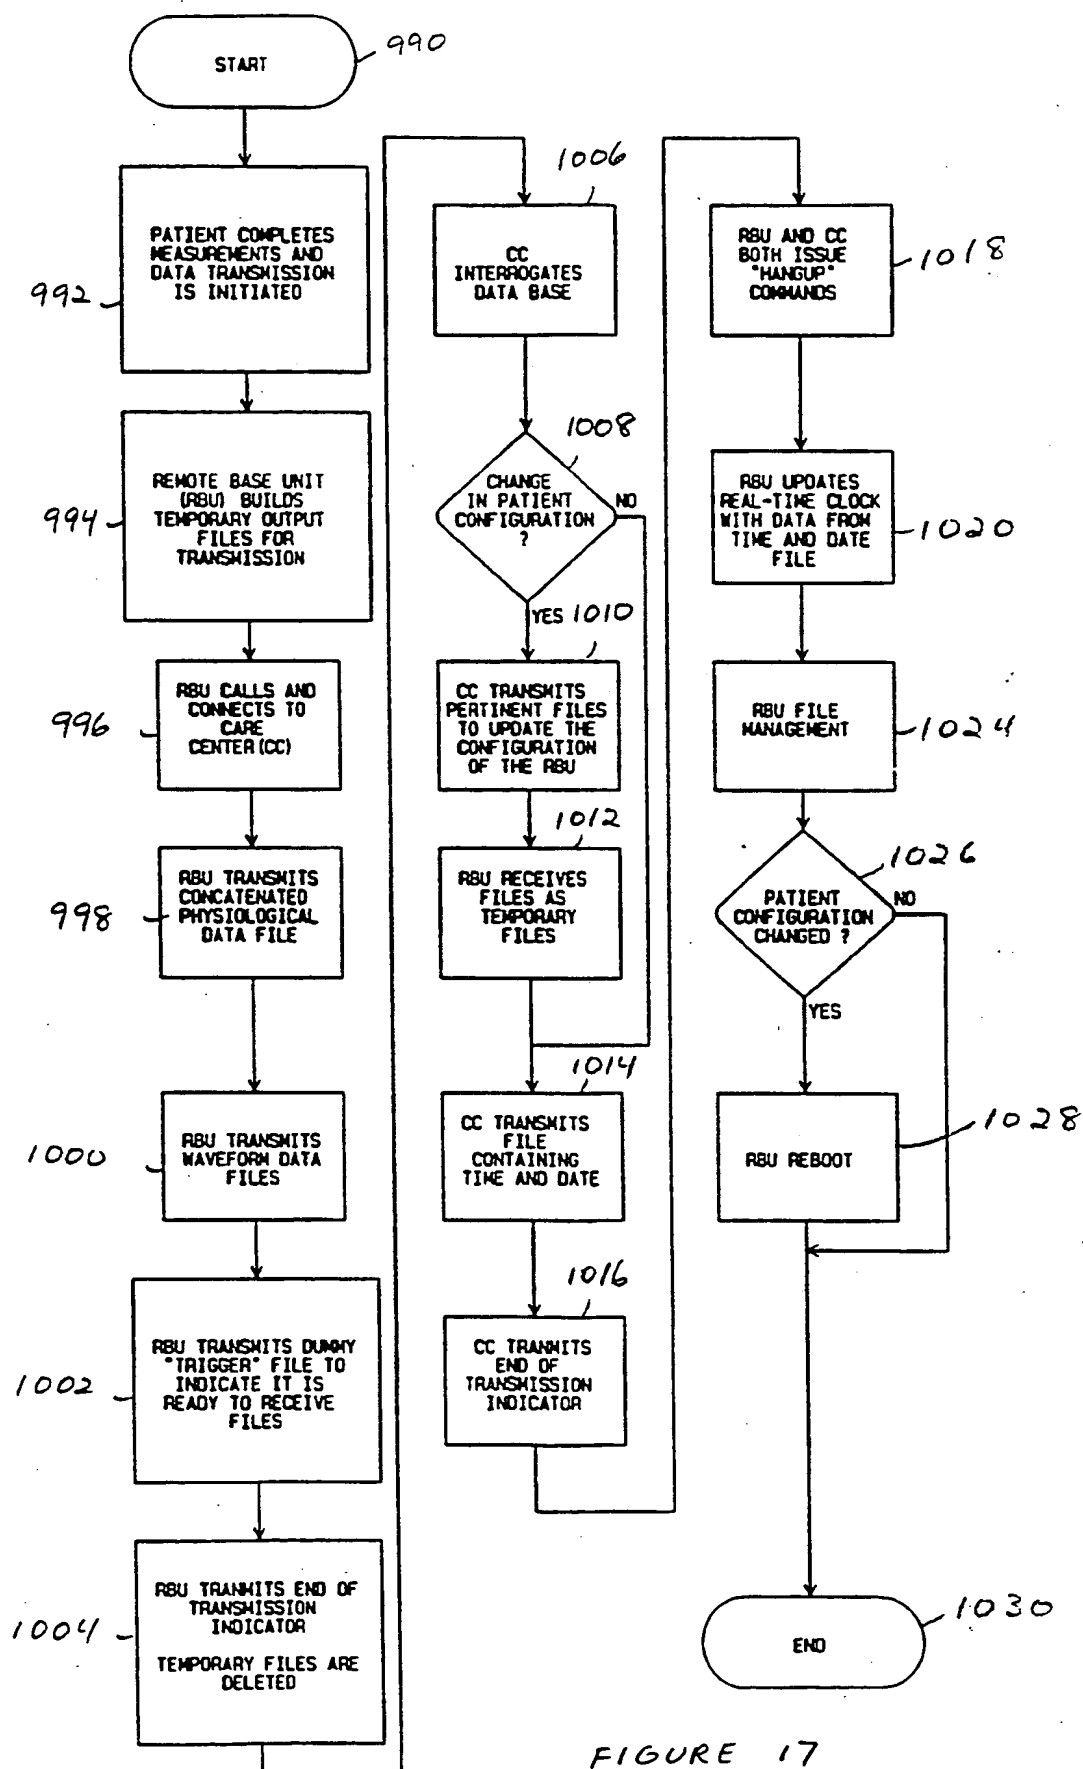 START
990
PATIENT COMPLETES
MEASUREMENTS AND
DATA TRANSMISSION
IS INITIATED
992
REMOTE BASE UNIT
(RBU) BUILDS
TEMPORARY OUTPUT
FILES FOR
TRANSMISSION
994
RBU CALLS AND
CONNECTS TO
CARE
CENTER(CC)
996
RBU TRANSMITS
CONCATENATED
PHYSIOLOGICAL
DATA FILE
998
RBU TRANSMITS
WAVEFORM DATA
FILES
1000
RBU TRANSMITS DUMMY
"TRIGGER" FILE TO
INDICATE IT IS
READY TO RECEIVE
FILES
1002
RBU TRANMITS END OF
TRANSMISSION
INDICATOR
TEMPORARY FILES ARE
DELETED
1004
1006
CC
INTERROGATES
DATA BASE
1008
CHANGE
IN PATIENT
CONFIGURATION
?
NO
YES
1010
CC TRANSMITS
PERTINENT FILES
TO UPDATE THE
CONFIGURATION
OF THE RBU
1012
RBU RECEIVES
FILES AS
TEMPORARY
FILES
1014
CC TRANSMITS
FILE
CONTAINING
TIME AND DATE
1016
CC TRANMITS
END OF
TRANSMISSION
INDICATOR
RBU AND CC
BOTH ISSUE
"HANGUP"
COMMANDS
1018
RBU UPDATES
REAL-TIME CLOCK
WITH DATA FROM
TIME AND DATE
FILE
1020
RBU FILE
MANAGEMENT
1024
1026
PATIENT
CONFIGURATION
CHANGED ?
NO
YES
RBU REBOOT
1028
END
1030
FIGURE 17